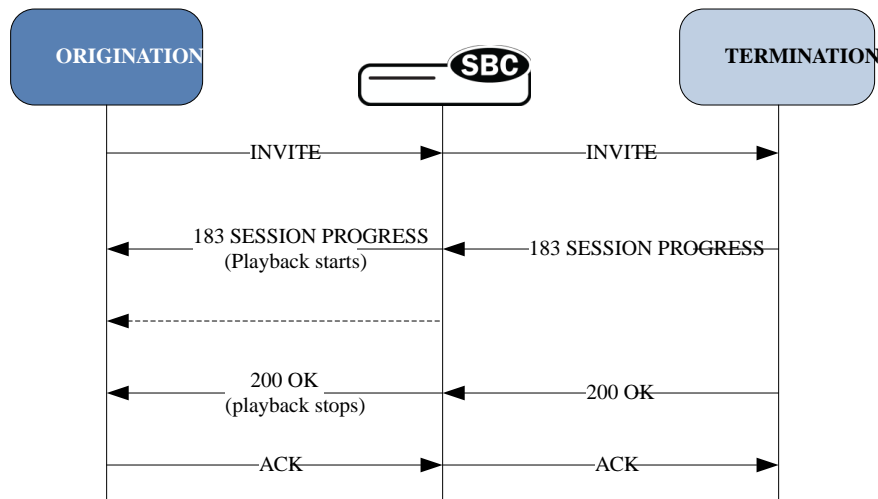 ORIGINATION
SBC
TERMINATION
INVITE
INVITE
183 SESSION PROGRESS
(Playback starts)
183 SESSION PROGRESS
200 OK
(playback stops)
200 OK
ACK
ACK